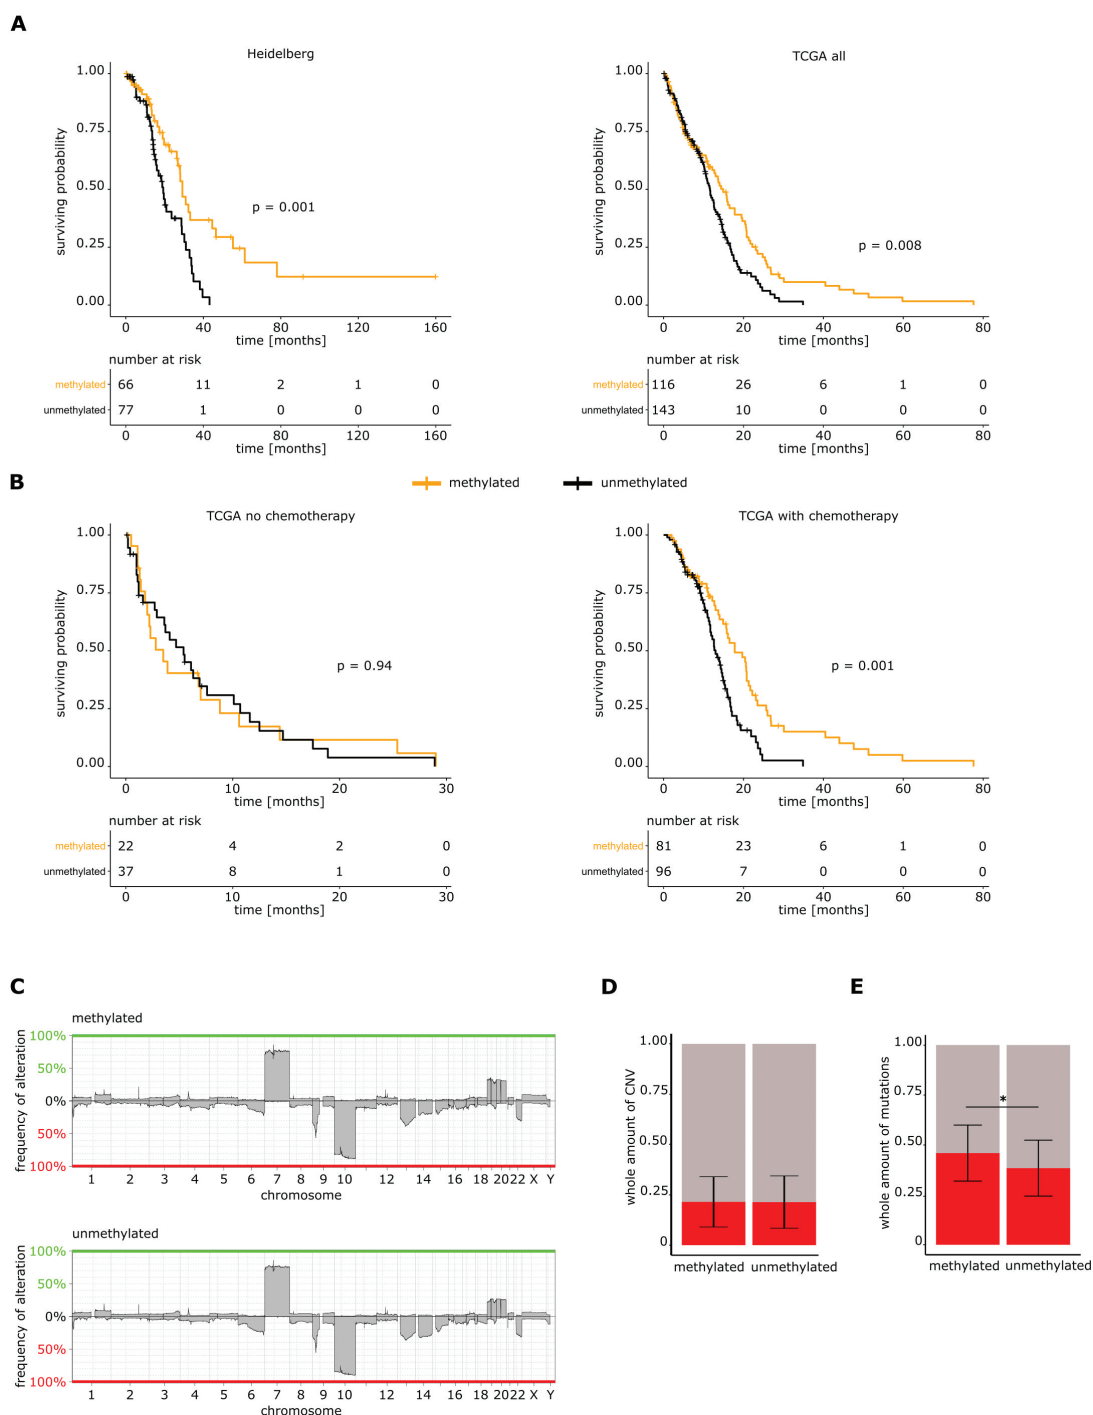 A
Heidelberg
TCGA all
1.00
0.75
0.50
0.25
0.00
surviving probability
p = 0.001
0 40 80 120 160
time [months]
1.00
0.75
0.50
0.25
0.00
surviving probability
p = 0.008
0 20 40 60 80
time [months]
number at risk
methylated 66 11 2 1 0
unmethylated 77 1 0 0 0
0 40 80 120 160
time [months]
number at risk
methylated 116 26 6 1 0
unmethylated 143 10 0 0 0
0 20 40 60 80
time [months]
B
methylated unmethylated
TCGA no chemotherapy
TCGA with chemotherapy
1.00
0.75
0.50
0.25
0.00
surviving probability
p = 0.94
0 10 20 30
time [months]
1.00
0.75
0.50
0.25
0.00
surviving probability
p = 0.001
0 20 40 60 80
time [months]
number at risk
methylated 22 4 2 0
unmethylated 37 8 1 0
0 10 20 30
time [months]
number at risk
methylated 81 23 6 1 0
unmethylated 96 7 0 0 0
0 20 40 60 80
time [months]
C
methylated
100%
50%
0%
50%
100%
frequency of alteration
1 2 3 4 5 6 7 8 9 10 12 14 16 18 20 22 X Y
chromosome
unmethylated
100%
50%
0%
50%
100%
frequency of alteration
1 2 3 4 5 6 7 8 9 10 12 14 16 18 20 22 X Y
chromosome
D
1.00
0.75
0.50
0.25
0
whole amount of CNV
methylated unmethylated
E
1.00
0.75
0.50
0.25
0
whole amount of mutations
*
methylated unmethylated